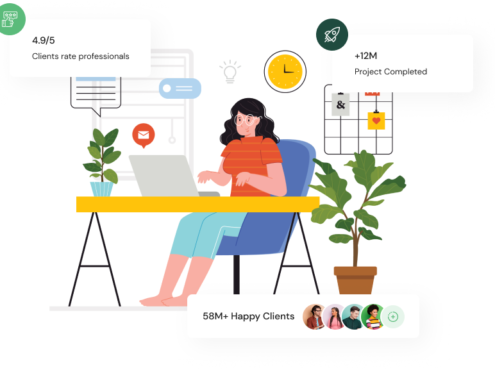 4.9/5
Clients rate professionals
+12M
Project Completed
&
58M+ Happy Clients